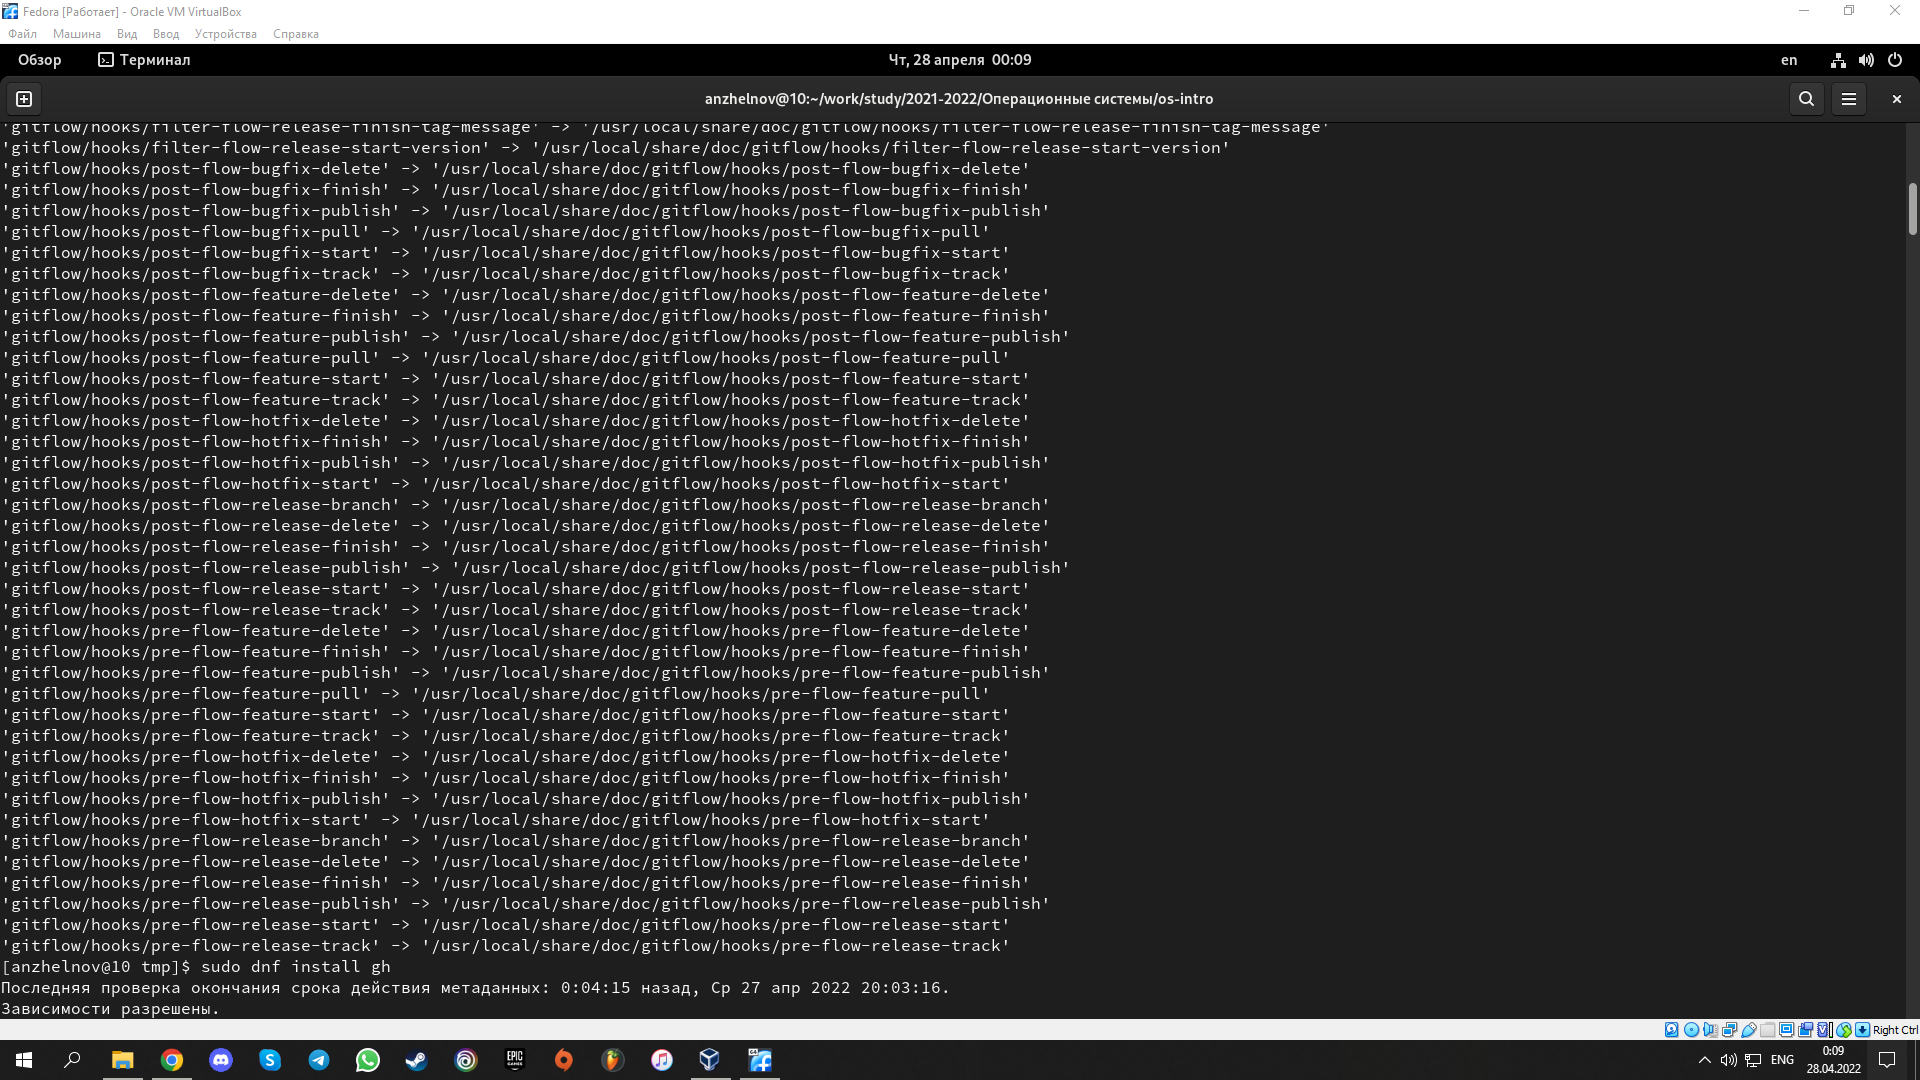 Fedora [Работает] - Oracle VM VirtualBox
Файл Машина Вид Ввод Устройства Справка
Обзор Терминал Чт, 28 апреля 00:09 en
anzhelnov@10:~/work/study/2021-2022/Операционные системы/os-intro
'gitflow/hooks/filter-flow-release-finish-tag-message' -> '/usr/local/share/doc/gitflow/hooks/filter-flow-release-finish-tag-message'
'gitflow/hooks/filter-flow-release-start-version' -> '/usr/local/share/doc/gitflow/hooks/filter-flow-release-start-version'
'gitflow/hooks/post-flow-bugfix-delete' -> '/usr/local/share/doc/gitflow/hooks/post-flow-bugfix-delete'
'gitflow/hooks/post-flow-bugfix-finish' -> '/usr/local/share/doc/gitflow/hooks/post-flow-bugfix-finish'
'gitflow/hooks/post-flow-bugfix-publish' -> '/usr/local/share/doc/gitflow/hooks/post-flow-bugfix-publish'
'gitflow/hooks/post-flow-bugfix-pull' -> '/usr/local/share/doc/gitflow/hooks/post-flow-bugfix-pull'
'gitflow/hooks/post-flow-bugfix-start' -> '/usr/local/share/doc/gitflow/hooks/post-flow-bugfix-start'
'gitflow/hooks/post-flow-bugfix-track' -> '/usr/local/share/doc/gitflow/hooks/post-flow-bugfix-track'
'gitflow/hooks/post-flow-feature-delete' -> '/usr/local/share/doc/gitflow/hooks/post-flow-feature-delete'
'gitflow/hooks/post-flow-feature-finish' -> '/usr/local/share/doc/gitflow/hooks/post-flow-feature-finish'
'gitflow/hooks/post-flow-feature-publish' -> '/usr/local/share/doc/gitflow/hooks/post-flow-feature-publish'
'gitflow/hooks/post-flow-feature-pull' -> '/usr/local/share/doc/gitflow/hooks/post-flow-feature-pull'
'gitflow/hooks/post-flow-feature-start' -> '/usr/local/share/doc/gitflow/hooks/post-flow-feature-start'
'gitflow/hooks/post-flow-feature-track' -> '/usr/local/share/doc/gitflow/hooks/post-flow-feature-track'
'gitflow/hooks/post-flow-hotfix-delete' -> '/usr/local/share/doc/gitflow/hooks/post-flow-hotfix-delete'
'gitflow/hooks/post-flow-hotfix-finish' -> '/usr/local/share/doc/gitflow/hooks/post-flow-hotfix-finish'
'gitflow/hooks/post-flow-hotfix-publish' -> '/usr/local/share/doc/gitflow/hooks/post-flow-hotfix-publish'
'gitflow/hooks/post-flow-hotfix-start' -> '/usr/local/share/doc/gitflow/hooks/post-flow-hotfix-start'
'gitflow/hooks/post-flow-release-branch' -> '/usr/local/share/doc/gitflow/hooks/post-flow-release-branch'
'gitflow/hooks/post-flow-release-delete' -> '/usr/local/share/doc/gitflow/hooks/post-flow-release-delete'
'gitflow/hooks/post-flow-release-finish' -> '/usr/local/share/doc/gitflow/hooks/post-flow-release-finish'
'gitflow/hooks/post-flow-release-publish' -> '/usr/local/share/doc/gitflow/hooks/post-flow-release-publish'
'gitflow/hooks/post-flow-release-start' -> '/usr/local/share/doc/gitflow/hooks/post-flow-release-start'
'gitflow/hooks/post-flow-release-track' -> '/usr/local/share/doc/gitflow/hooks/post-flow-release-track'
'gitflow/hooks/pre-flow-feature-delete' -> '/usr/local/share/doc/gitflow/hooks/pre-flow-feature-delete'
'gitflow/hooks/pre-flow-feature-finish' -> '/usr/local/share/doc/gitflow/hooks/pre-flow-feature-finish'
'gitflow/hooks/pre-flow-feature-publish' -> '/usr/local/share/doc/gitflow/hooks/pre-flow-feature-publish'
'gitflow/hooks/pre-flow-feature-pull' -> '/usr/local/share/doc/gitflow/hooks/pre-flow-feature-pull'
'gitflow/hooks/pre-flow-feature-start' -> '/usr/local/share/doc/gitflow/hooks/pre-flow-feature-start'
'gitflow/hooks/pre-flow-feature-track' -> '/usr/local/share/doc/gitflow/hooks/pre-flow-feature-track'
'gitflow/hooks/pre-flow-hotfix-delete' -> '/usr/local/share/doc/gitflow/hooks/pre-flow-hotfix-delete'
'gitflow/hooks/pre-flow-hotfix-finish' -> '/usr/local/share/doc/gitflow/hooks/pre-flow-hotfix-finish'
'gitflow/hooks/pre-flow-hotfix-publish' -> '/usr/local/share/doc/gitflow/hooks/pre-flow-hotfix-publish'
'gitflow/hooks/pre-flow-hotfix-start' -> '/usr/local/share/doc/gitflow/hooks/pre-flow-hotfix-start'
'gitflow/hooks/pre-flow-release-branch' -> '/usr/local/share/doc/gitflow/hooks/pre-flow-release-branch'
'gitflow/hooks/pre-flow-release-delete' -> '/usr/local/share/doc/gitflow/hooks/pre-flow-release-delete'
'gitflow/hooks/pre-flow-release-finish' -> '/usr/local/share/doc/gitflow/hooks/pre-flow-release-finish'
'gitflow/hooks/pre-flow-release-publish' -> '/usr/local/share/doc/gitflow/hooks/pre-flow-release-publish'
'gitflow/hooks/pre-flow-release-start' -> '/usr/local/share/doc/gitflow/hooks/pre-flow-release-start'
'gitflow/hooks/pre-flow-release-track' -> '/usr/local/share/doc/gitflow/hooks/pre-flow-release-track'
[anzhelnov@10 tmp]$ sudo dnf install gh
Последняя проверка окончания срока действия метаданных: 0:04:15 назад, Ср 27 апр 2022 20:03:16.
Зависимости разрешены.
Right Ctrl
EPIC GAMES
ENG
0:09
28.04.2022